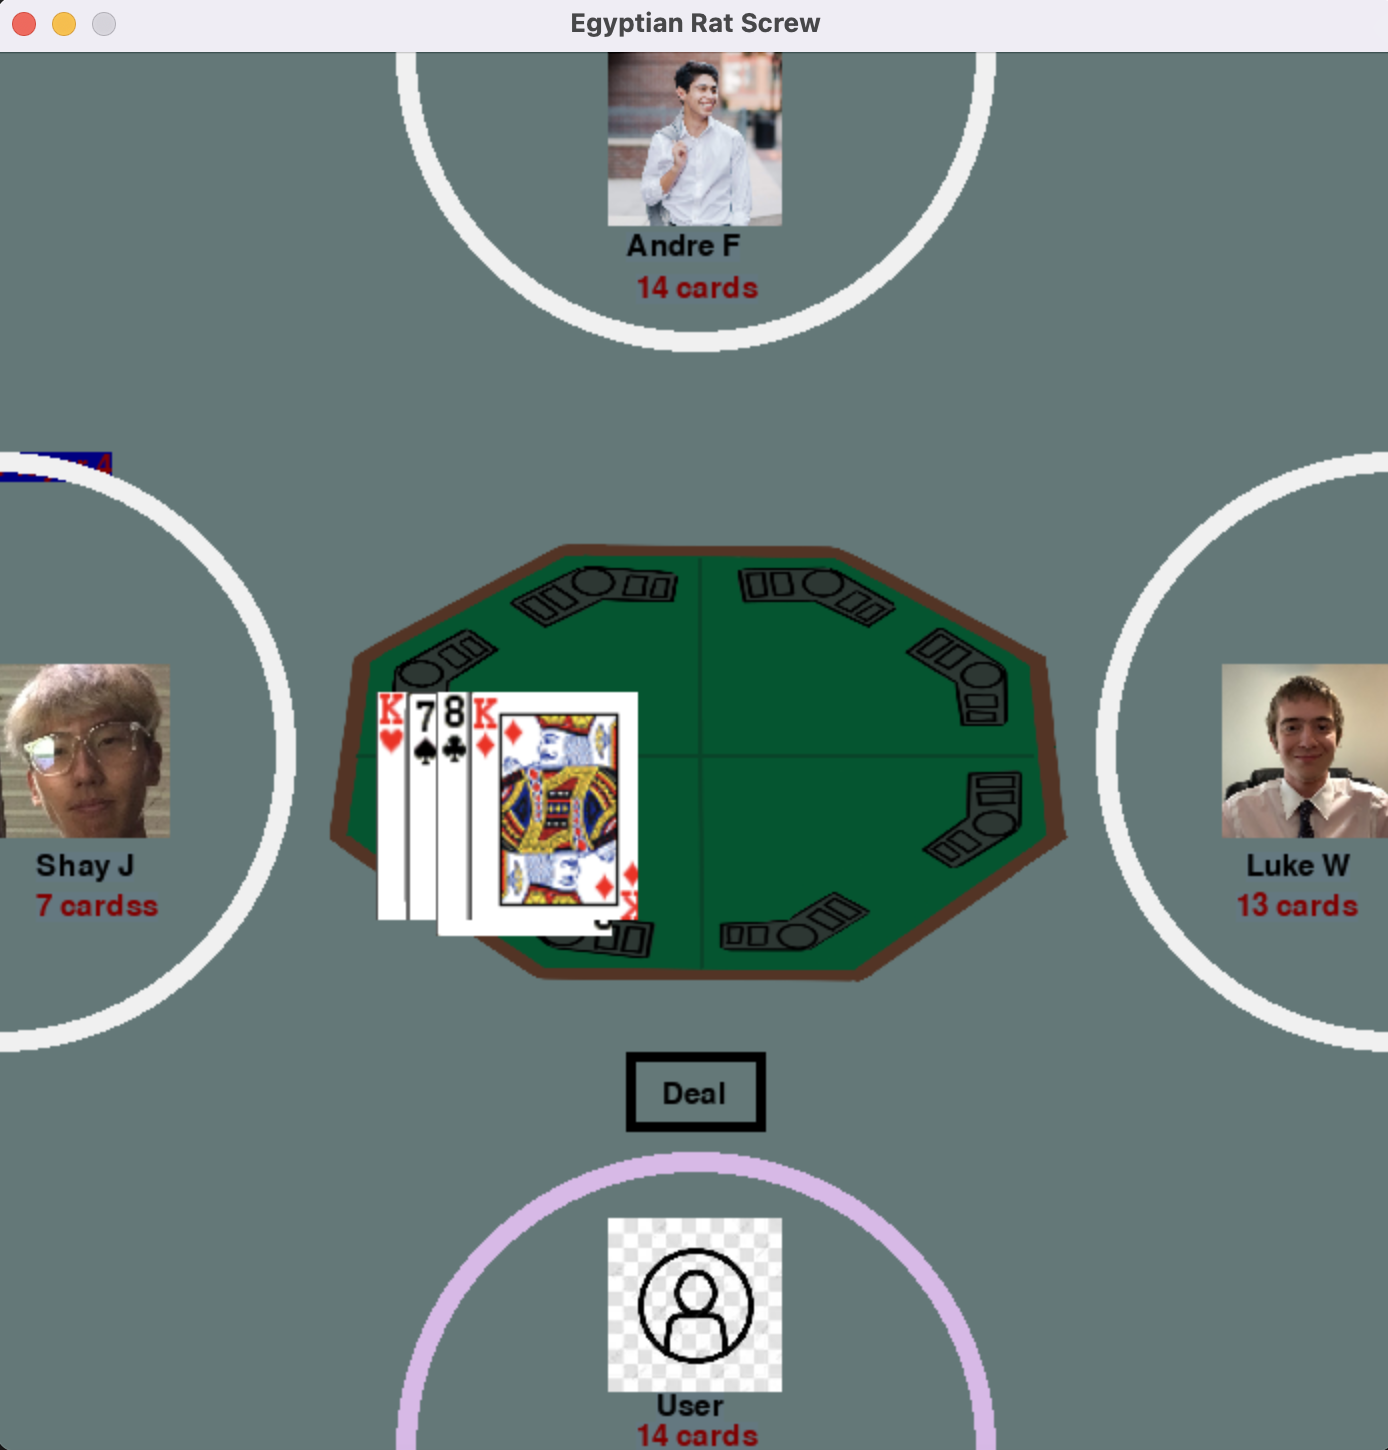 Egyptian Rat Screw
Andre F
14 cards
K 7 8 K
Shay J
7 cardss
Luke W
13 cards
K
Deal
User
14 cards